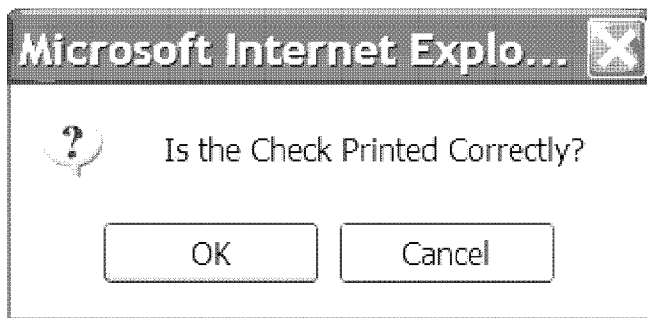 Microsoft Internet Explo...
Is the Check Printed Correctly?
OK Cancel